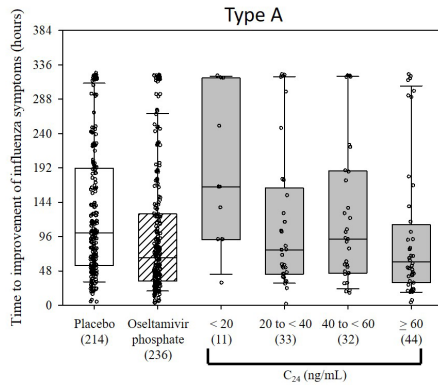 Type A
Time to improvement of influenza symptoms (hours)
384
336
288
240
192
144
96
48
0
Placebo
(214)
Oseltamivir
phosphate
(236)
< 20
(11)
20 to < 40
(33)
40 to < 60
(32)
≥ 60
(44)
C24 (ng/mL)